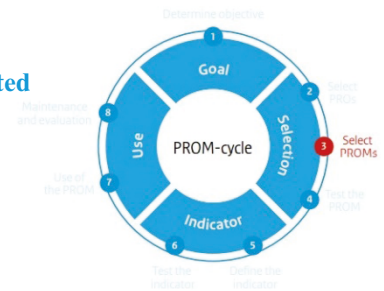 Determine objective
1
Goal
ted
2
Select
PROs
Maintenance
and evaluation
8
Selection
3
Select
PROMs
Use
PROM-cycle
Use of
the PROM
7
4
Test the
PROM
Indicator
6
5
Test the
indicator
Define the
indicator